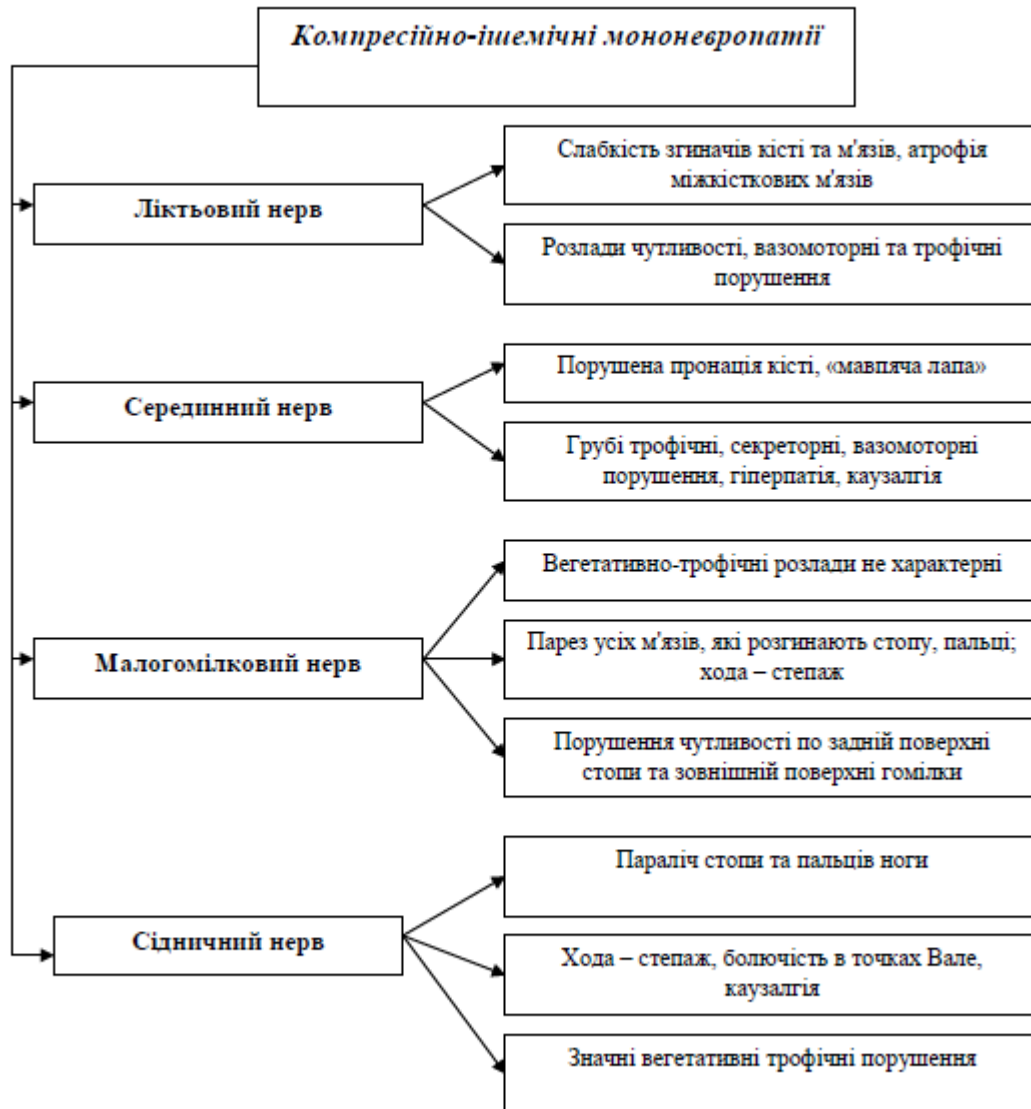 Компресійно-ішемічні мононевропатії
Ліктьовий нерв
Слабкість згиначів кісті та м'язів, атрофія
міжкісткових м'язів
Розлади чутливості, вазомоторні та трофічні
порушення
Серединний нерв
Порушена пронація кісті, «мавпяча лапа»
Грубі трофічні, секреторні, вазомоторні
порушення, гіперпатія, каузалгія
Малогомілковий нерв
Вегетативно-трофічні розлади не характерні
Парез усіх м'язів, які розгинають стопу, пальці;
хода – степаж
Порушення чутливості по задній поверхні
стопи та зовнішній поверхні гомілки
Сідничний нерв
Параліч стопи та пальців ноги
Хода – степаж, болючість в точках Вале,
каузалгія
Значні вегетативні трофічні порушення